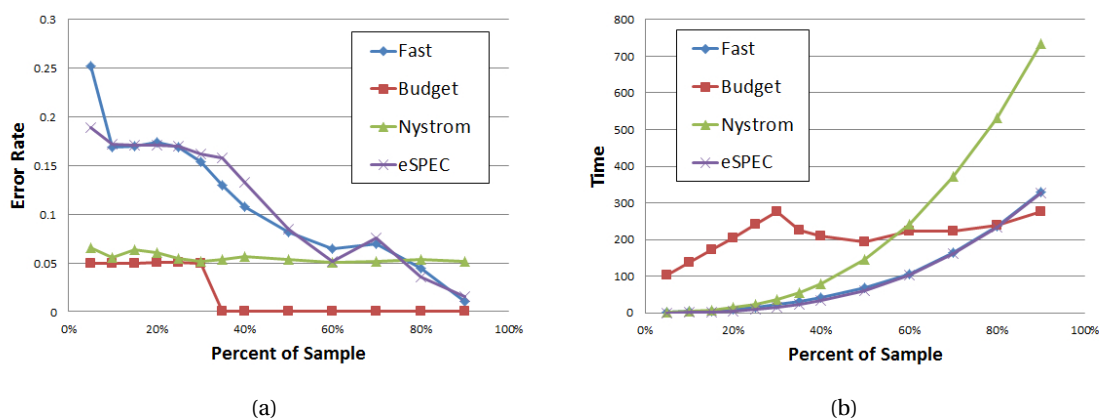 0.3
0.25
0.2
0.15
0.1
0.05
0
Error Rate
Fast
Budget
Nystrom
eSPEC
0% 20% 40% 60% 80% 100%
Percent of Sample
(a)
800
700
600
500
400
300
200
100
0
Time
Fast
Budget
Nystrom
eSPEC
0% 20% 40% 60% 80% 100%
Percent of Sample
(b)